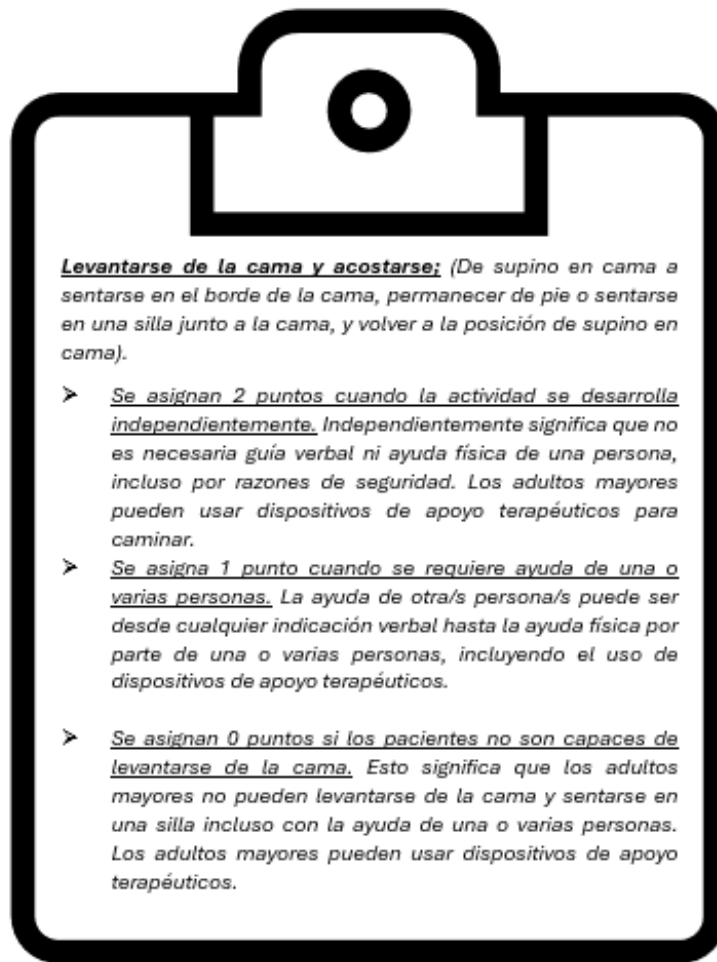 Levantarse de la cama y acostarse; (De supino en cama a
sentarse en el borde de la cama, permanecer de pie o sentarse
en una silla junto a la cama, y volver a la posición de supino en
cama).
➢ Se asignan 2 puntos cuando la actividad se desarrolla
independientemente. Independientemente significa que no
es necesaria guía verbal ni ayuda física de una persona,
incluso por razones de seguridad. Los adultos mayores
pueden usar dispositivos de apoyo terapéuticos para
caminar.
➢ Se asigna 1 punto cuando se requiere ayuda de una o
varias personas. La ayuda de otra/s persona/s puede ser
desde cualquier indicación verbal hasta la ayuda física por
parte de una o varias personas, incluyendo el uso de
dispositivos de apoyo terapéuticos.
➢ Se asignan 0 puntos si los pacientes no son capaces de
levantarse de la cama. Esto significa que los adultos
mayores no pueden levantarse de la cama y sentarse en
una silla incluso con la ayuda de una o varias personas.
Los adultos mayores pueden usar dispositivos de apoyo
terapéuticos.